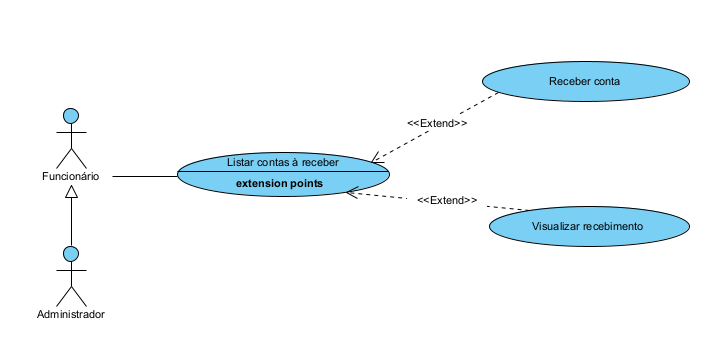 Receber conta
<<Extend>>
Listar contas à receber
Funcionário
extension points
<<Extend>>
Visualizar recebimento
Administrador